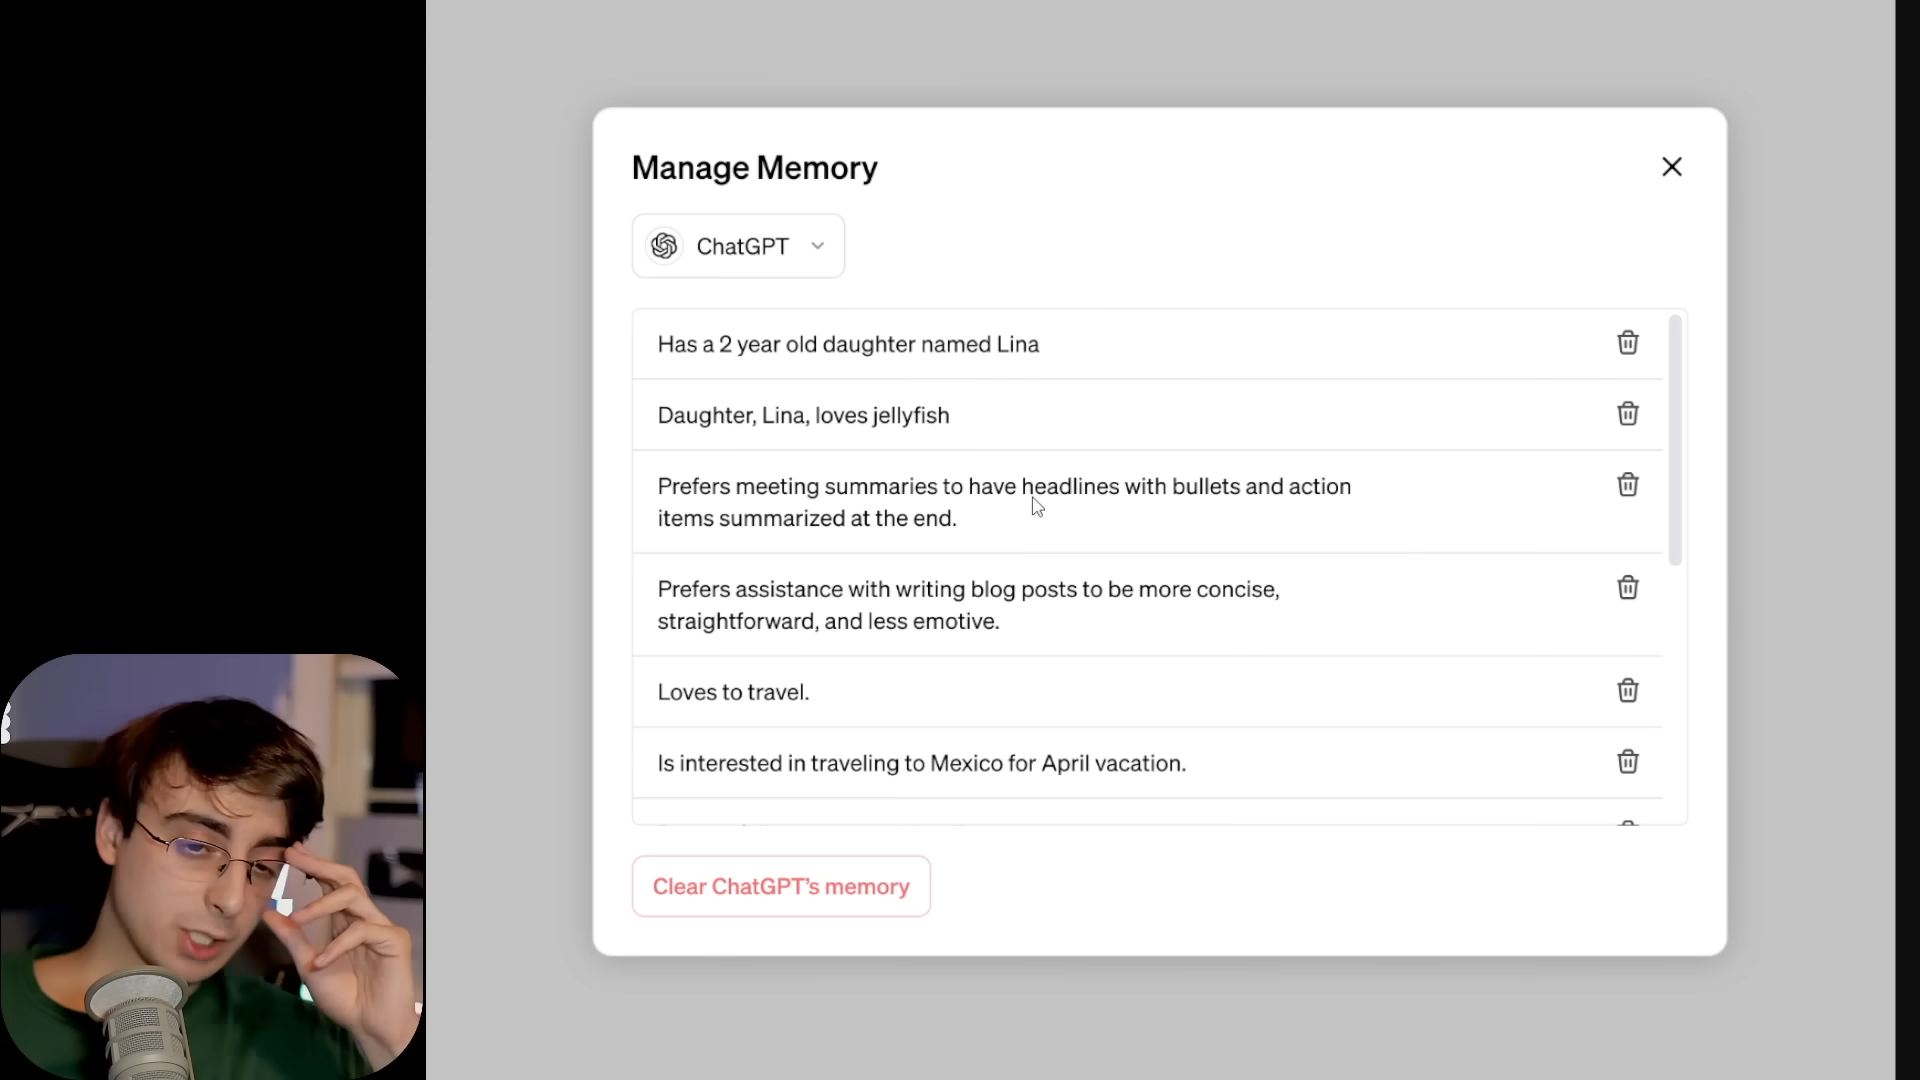 Manage Memory
ChatGPT
Has a 2 year old daughter named Lina
Daughter, Lina, loves jellyfish
Prefers meeting summaries to have headlines with bullets and action
items summarized at the end.
Prefers assistance with writing blog posts to be more concise,
straightforward, and less emotive.
Loves to travel.
Is interested in traveling to Mexico for April vacation.
Clear ChatGPT's memory